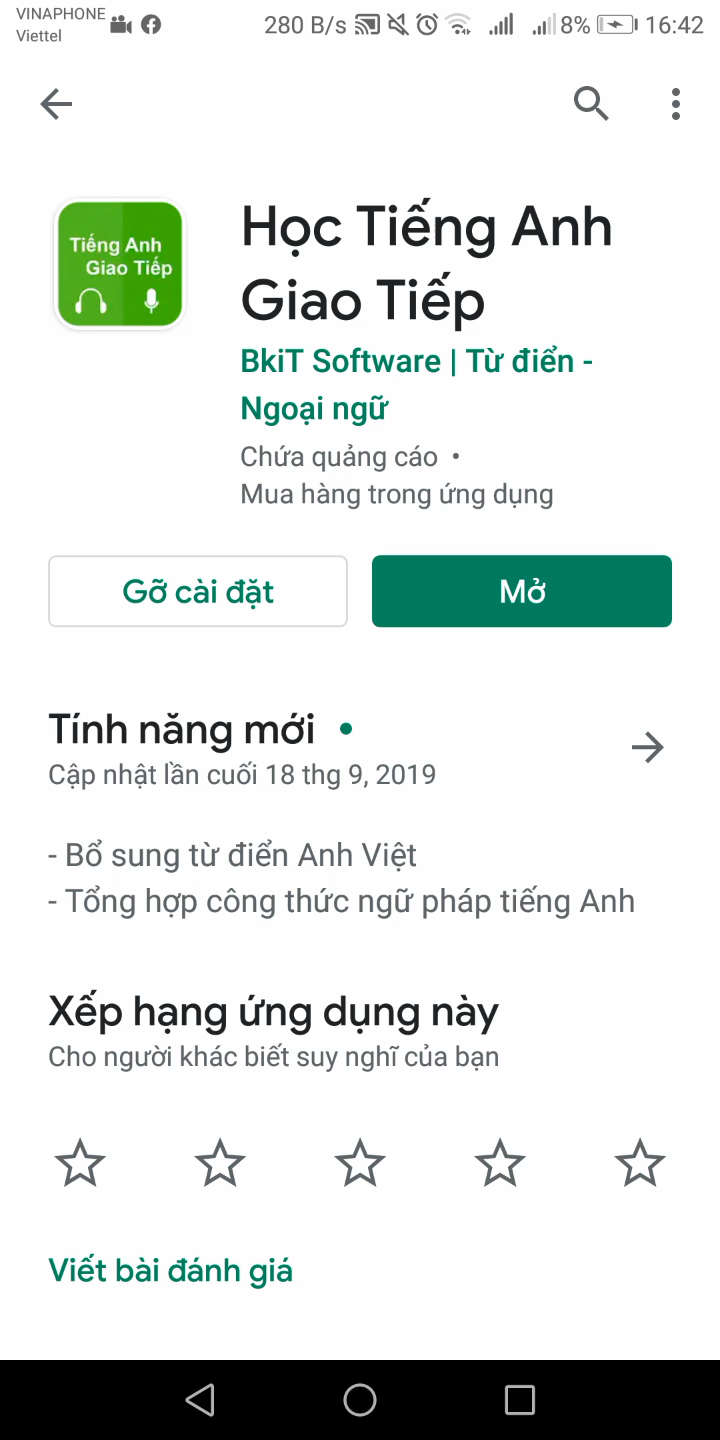 VINAPHONE
Viettel
280 B/s 8% 16:42
Tiếng Anh
Giao Tiếp
Học Tiếng Anh
Giao Tiếp
BkiT Software | Từ điển -
Ngoại ngữ
Chứa quảng cáo •
Mua hàng trong ứng dụng
Gỡ cài đặt
Mở
Tính năng mới •
Cập nhật lần cuối 18 thg 9, 2019
- Bổ sung từ điển Anh Việt
- Tổng hợp công thức ngữ pháp tiếng Anh
Xếp hạng ứng dụng này
Cho người khác biết suy nghĩ của bạn
Viết bài đánh giá